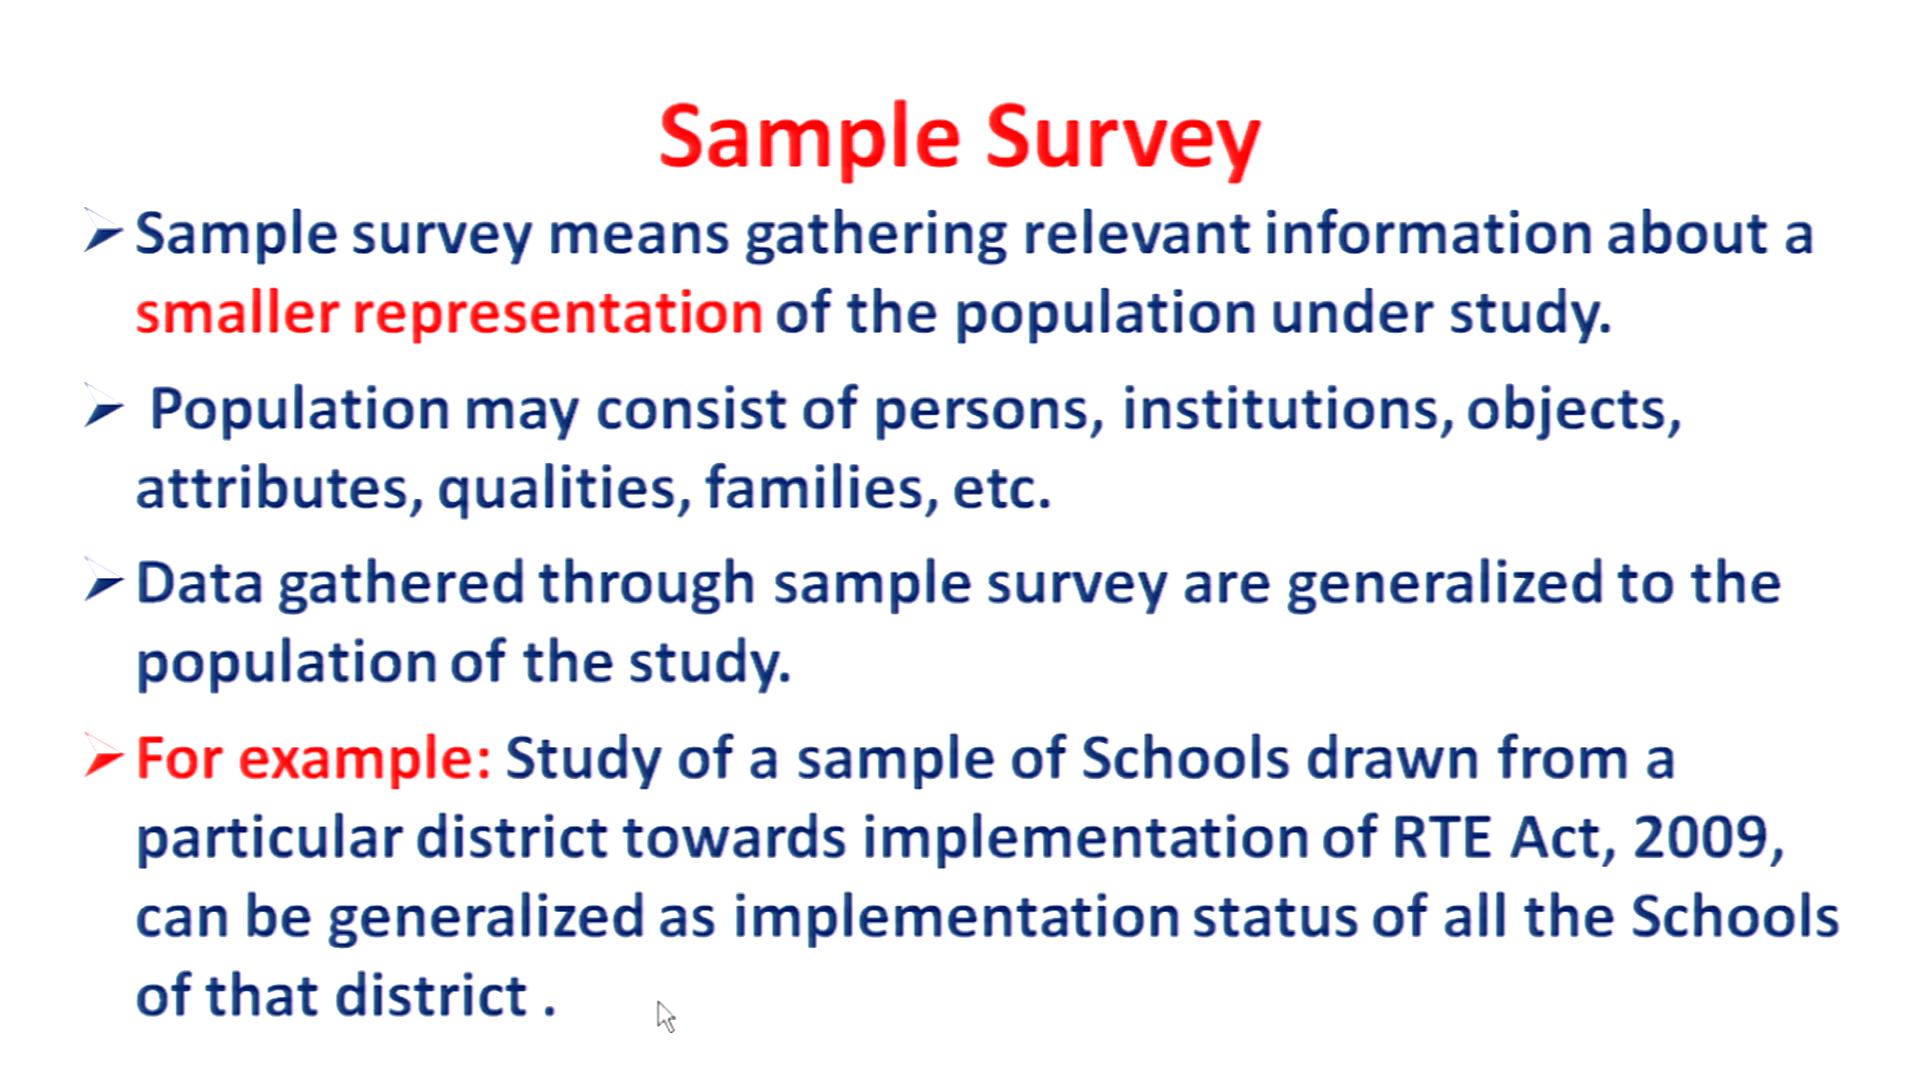 Sample Survey
Sample survey means gathering relevant information about a
smaller representation of the population under study.
Population may consist of persons, institutions, objects,
attributes, qualities, families, etc.
Data gathered through sample survey are generalized to the
population of the study.
For example: Study of a sample of Schools drawn from a
particular district towards implementation of RTE Act, 2009,
can be generalized as implementation status of all the Schools
of that district .